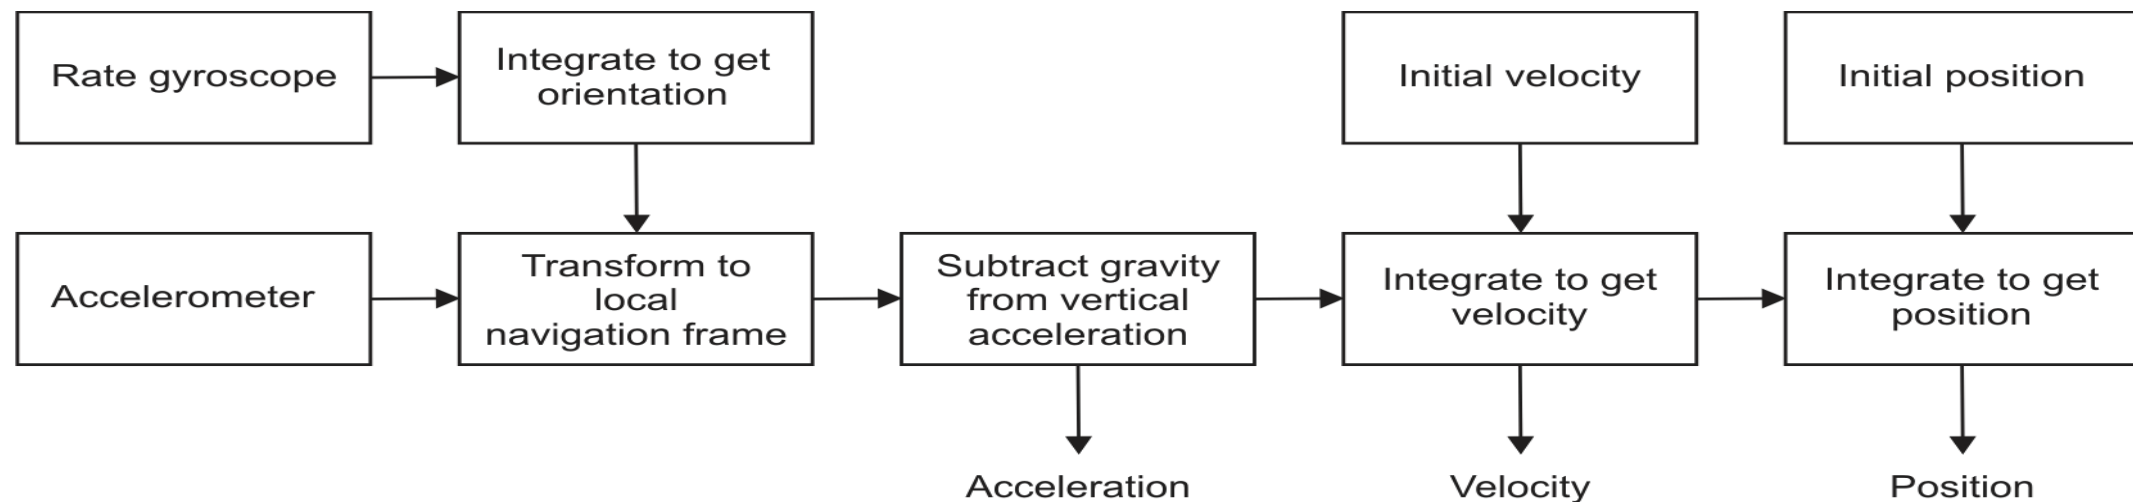 Rate gyroscope
Integrate to get
orientation
Initial velocity
Initial position
Accelerometer
Transform to
local
navigation frame
Subtract gravity
from vertical
acceleration
Integrate to get
velocity
Integrate to get
position
Acceleration
Velocity
Position